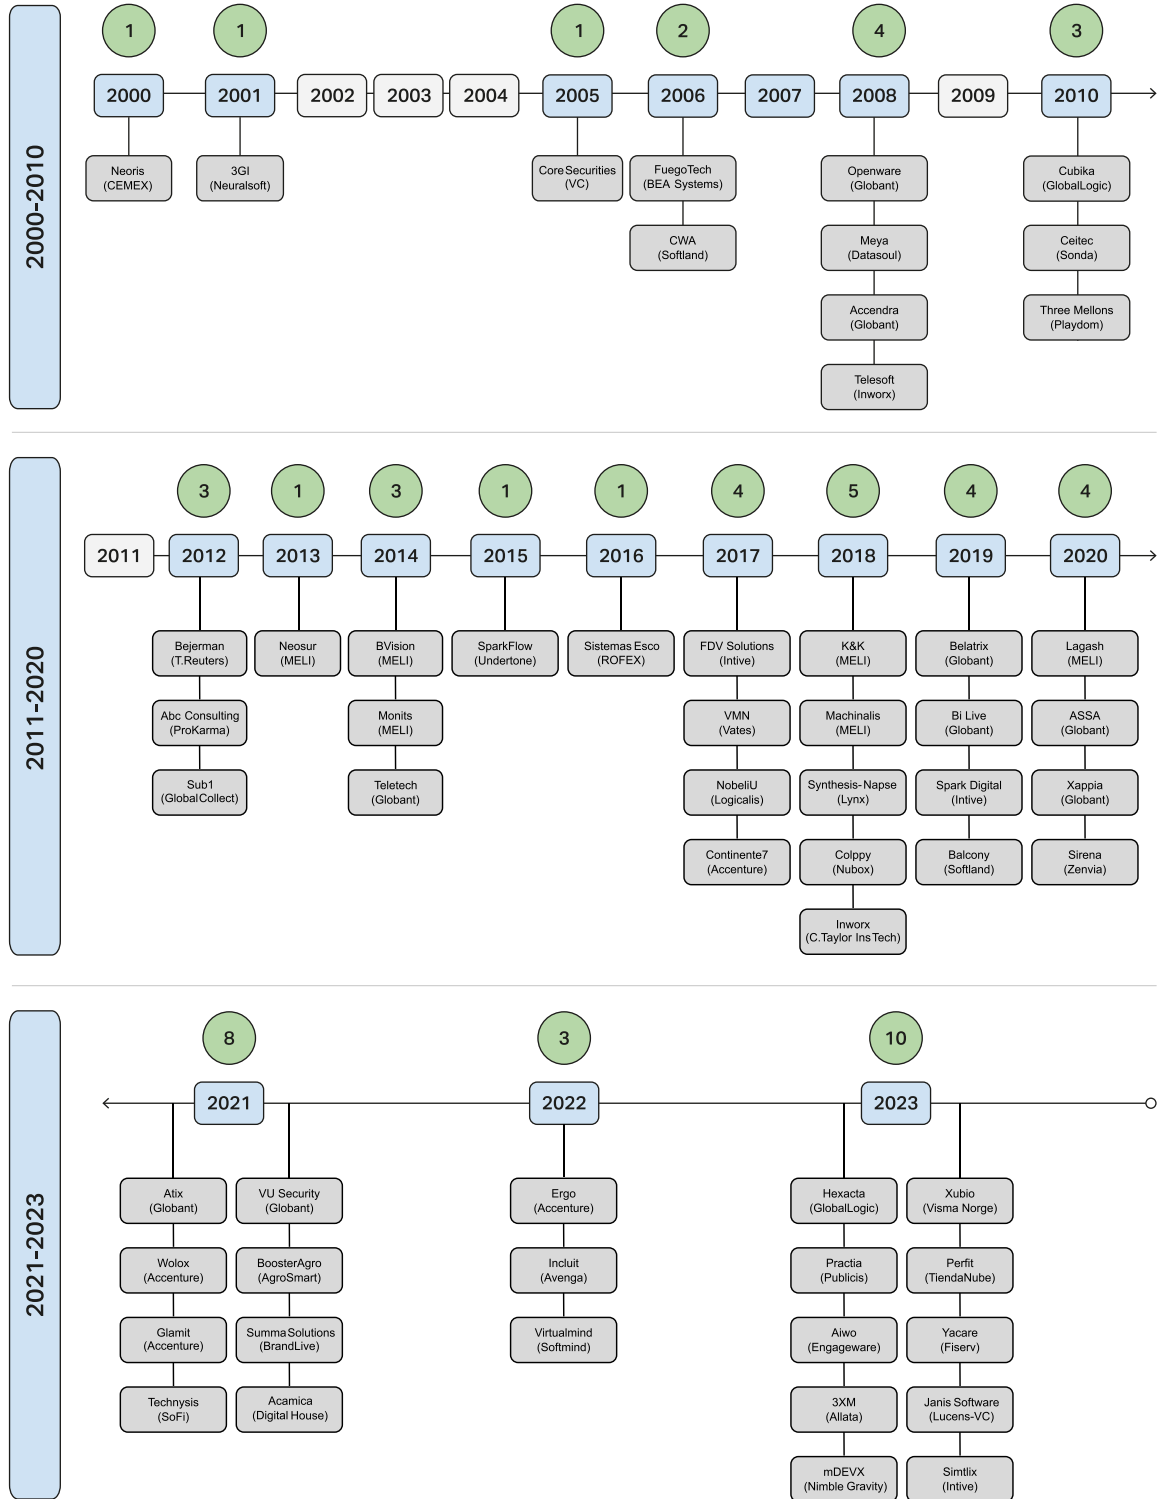 2000-2010
1
1
1
2
4
3
2000
2001
2002
2003
2004
2005
2006
2007
2008
2009
2010
Neoris
(CEMEX)
3GI
(Neuralsoft)
Core Securities
(VC)
FuegoTech
(BEA Systems)
CWA
(Softland)
Openware
(Globant)
Meya
(Datasoul)
Accendra
(Globant)
Telesoft
(Inworx)
Cubika
(GlobalLogic)
Ceitec
(Sonda)
Three Mellons
(Playdom)
2011-2020
3
1
3
1
1
4
5
4
4
2011
2012
2013
2014
2015
2016
2017
2018
2019
2020
Bejerman
(T.Reuters)
Abc Consulting
(ProKarma)
Sub1
(GlobalCollect)
Neosur
(MELI)
BVision
(MELI)
Monits
(MELI)
Teletech
(Globant)
SparkFlow
(Undertone)
Sistemas Esco
(ROFEX)
FDV Solutions
(Intive)
VMN
(Vates)
NobeliU
(Logicalis)
Continente7
(Accenture)
K&K
(MELI)
Machinalis
(MELI)
Synthesis-Napse
(Lynx)
Colppy
(Nubox)
Inworx
(C.Taylor InsTech)
Belatrix
(Globant)
Bi Live
(Globant)
Spark Digital
(Intive)
Balcony
(Softland)
Lagash
(MELI)
ASSA
(Globant)
Xappia
(Globant)
Sirena
(Zenvia)
2021-2023
8
3
10
2021
2022
2023
Atix
(Globant)
Wolox
(Accenture)
Glamit
(Accenture)
Technysis
(SoFi)
VU Security
(Globant)
BoosterAgro
(AgroSmart)
Summa Solutions
(BrandLive)
Acamica
(Digital House)
Ergo
(Accenture)
Incluit
(Avenga)
Virtualmind
(Softmind)
Hexacta
(GlobalLogic)
Practia
(Publicis)
Aiwo
(Engageware)
3XM
(Allata)
mDEVX
(Nimble Gravity)
Xubio
(Visma Norge)
Perfit
(TiendaNube)
Yacare
(Fiserv)
Janis Software
(Lucens-VC)
Simtlix
(Intive)